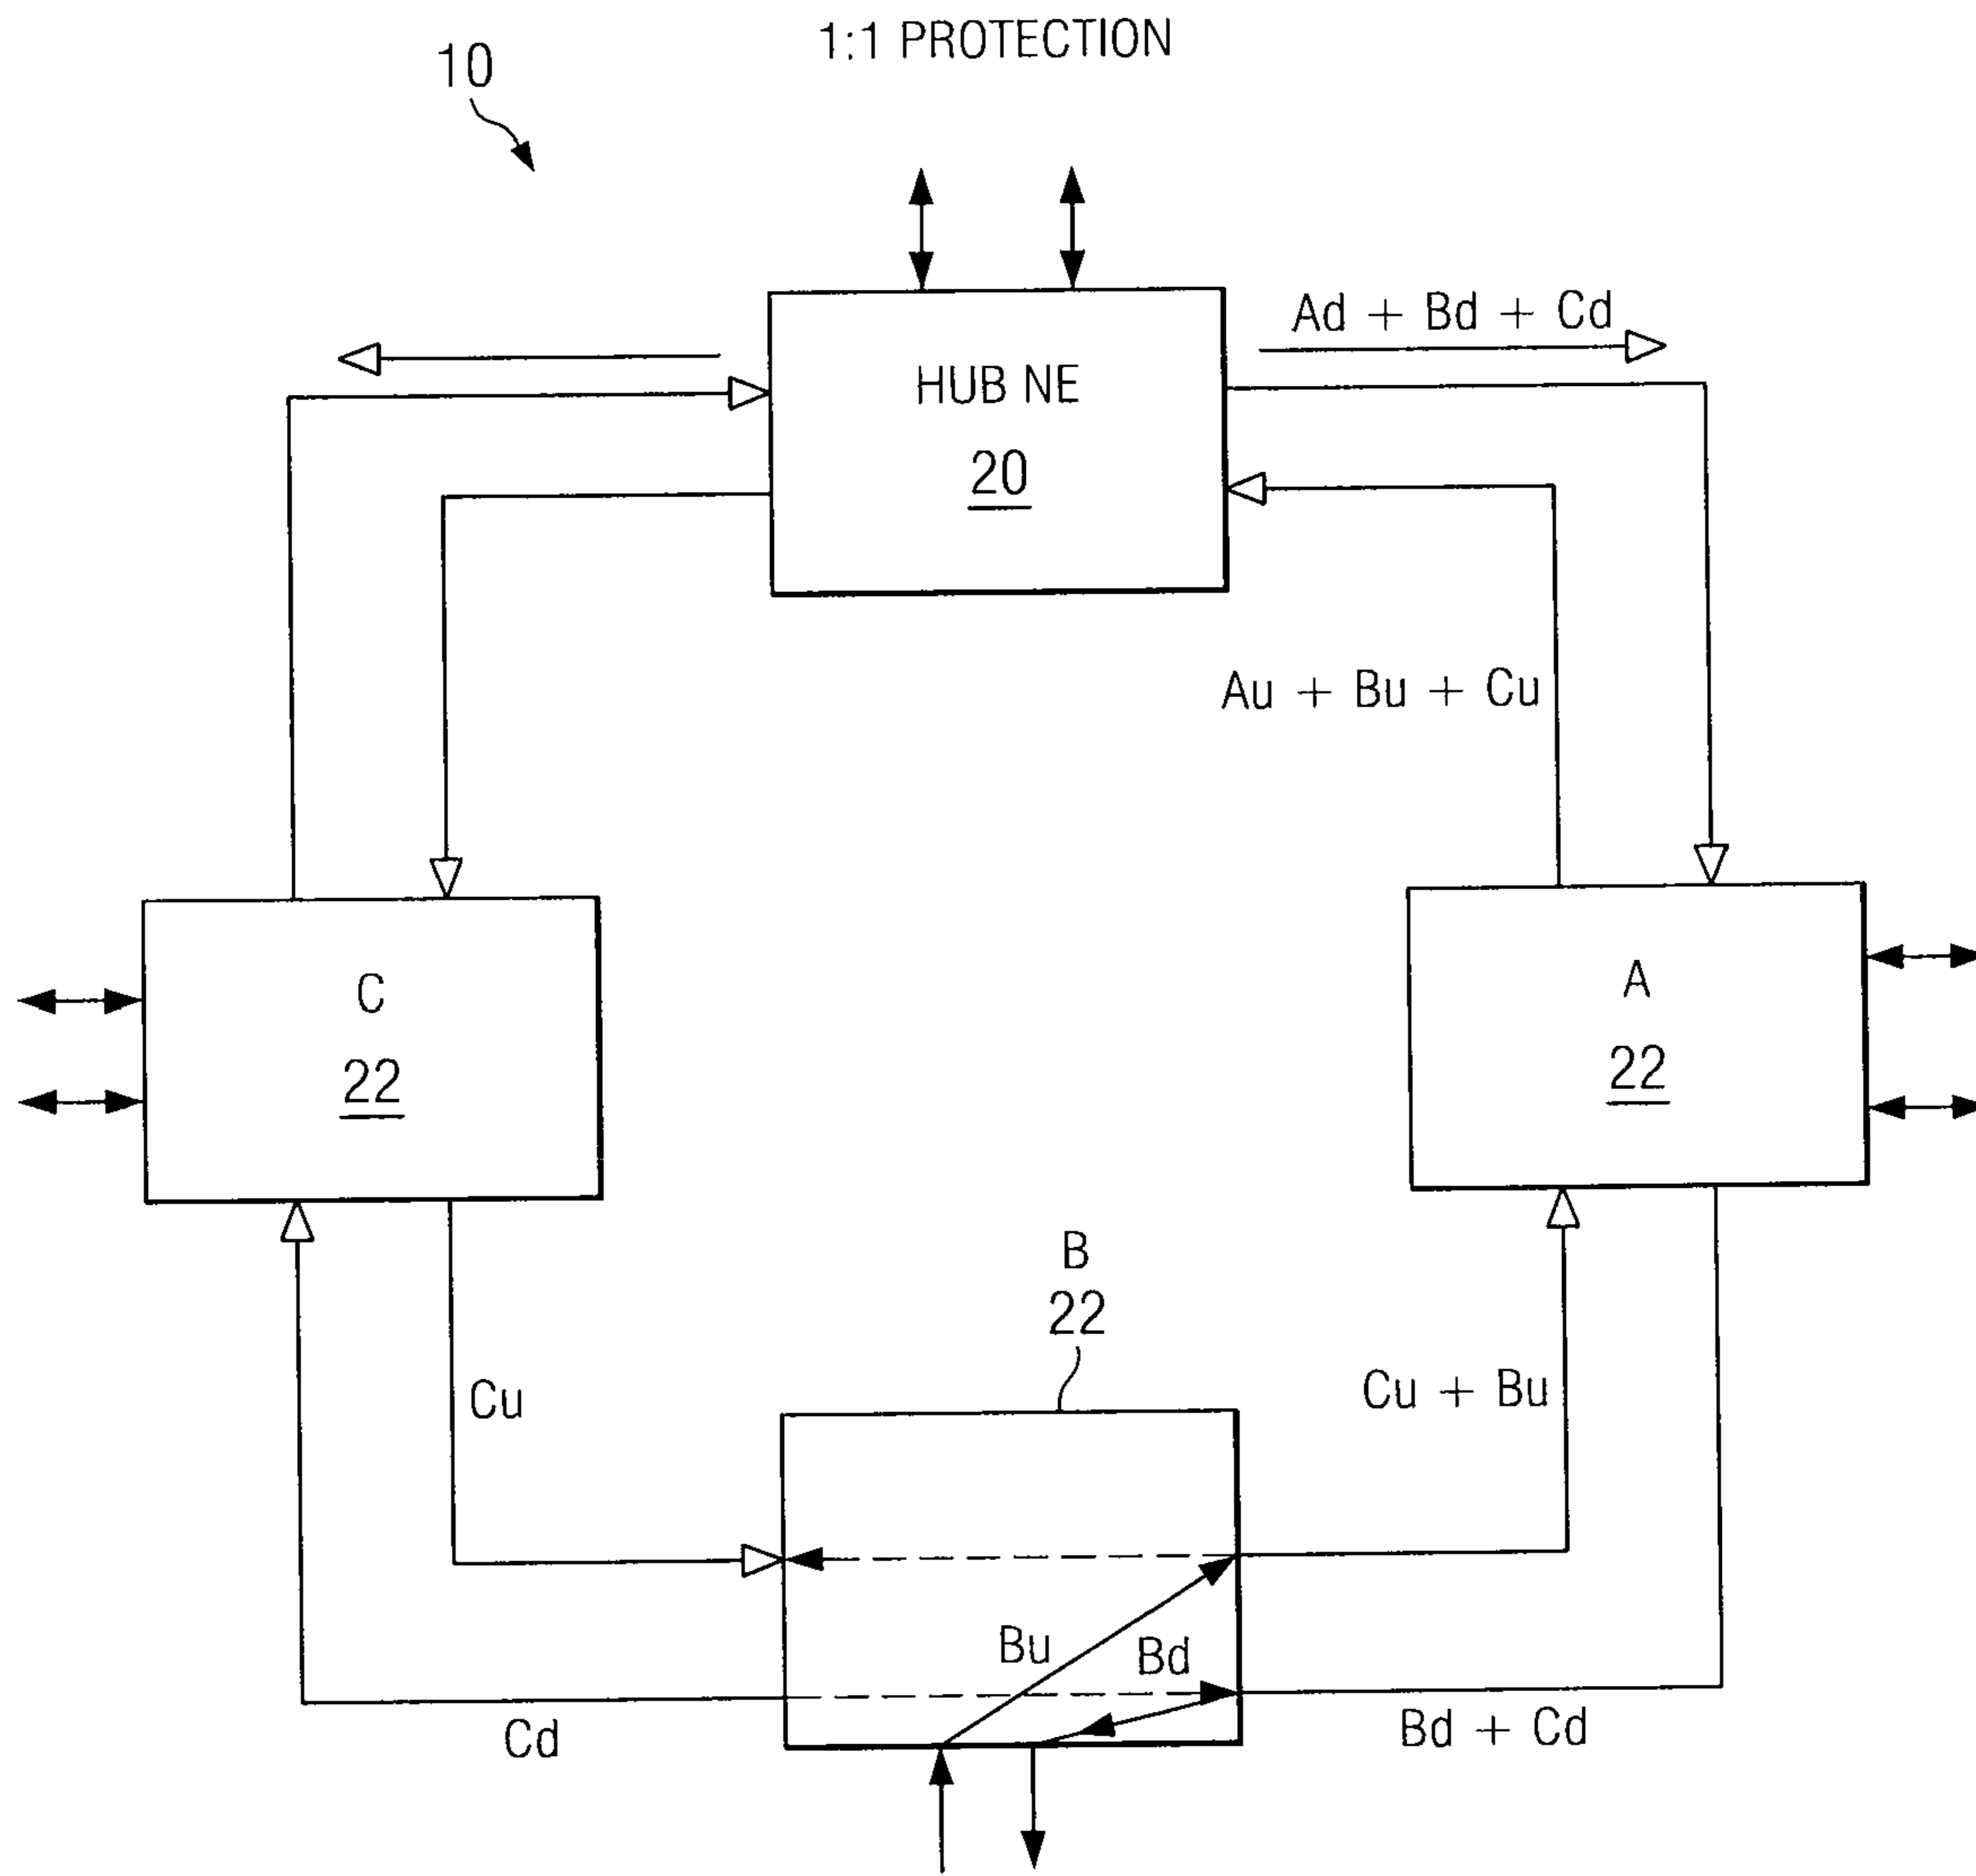 1:1 PROTECTION
10
Ad + Bd + Cd
HUB NE
20
Au + Bu + Cu
C
22
A
22
B
22
Cu
Cu + Bu
Bu
Bd
Cd
Bd + Cd